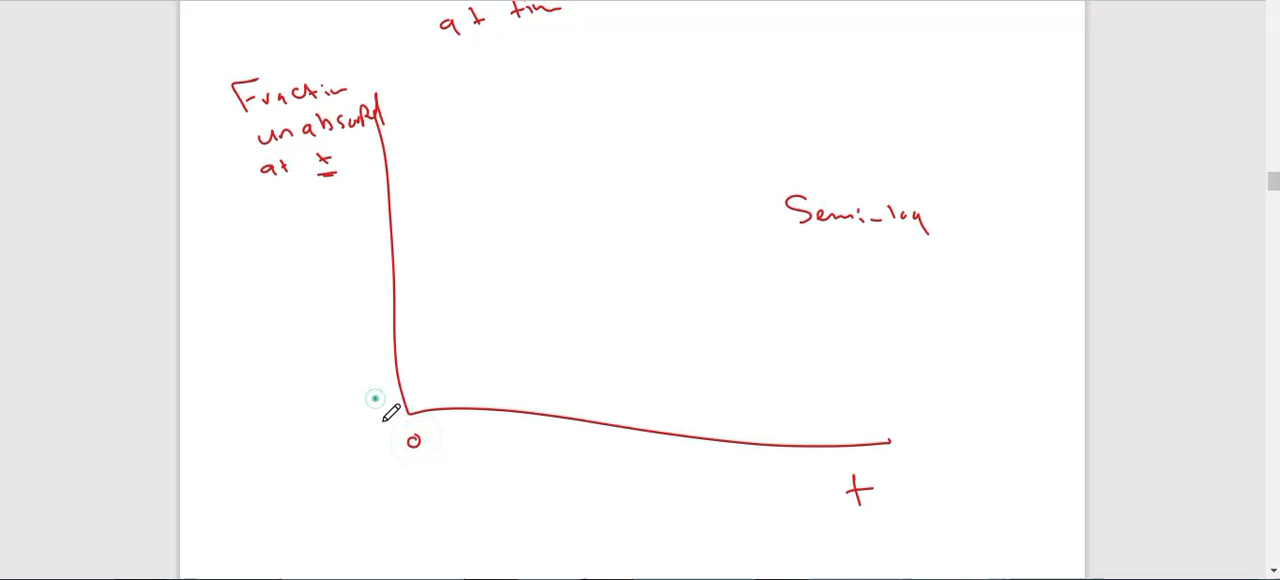 at tim
Fraction
unabsorbed
at t
Semi-log
0
t